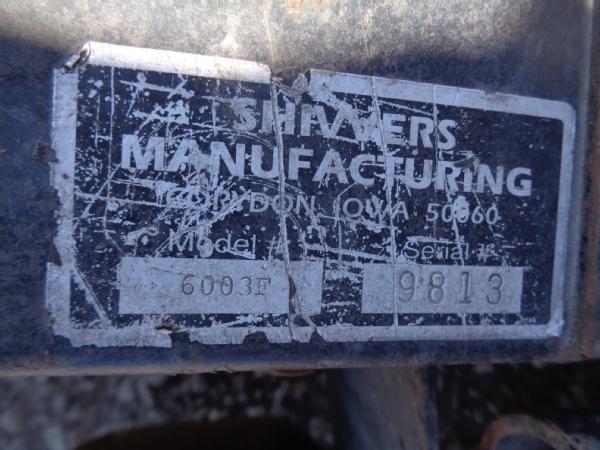 SHIVVERS
MANUFACTURING
CORYDON IOWA 50060
Model # Serial #
6003F 9813